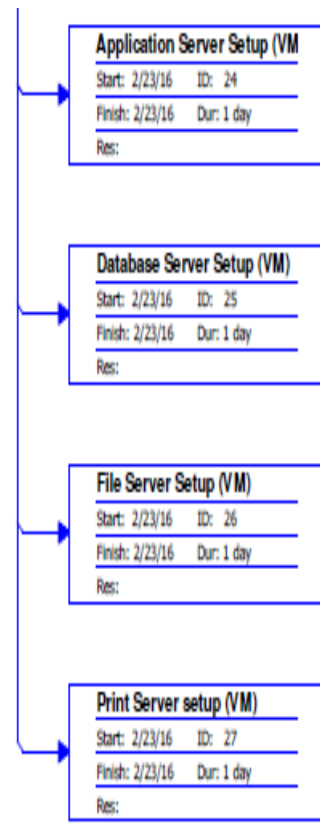 Application Server Setup (VM
Start: 2/23/16 ID: 24
Finish: 2/23/16 Dur: 1 day
Res:
Database Server Setup (VM)
Start: 2/23/16 ID: 25
Finish: 2/23/16 Dur: 1 day
Res:
File Server Setup (VM)
Start: 2/23/16 ID: 26
Finish: 2/23/16 Dur: 1 day
Res:
Print Server setup (VM)
Start: 2/23/16 ID: 27
Finish: 2/23/16 Dur: 1 day
Res: